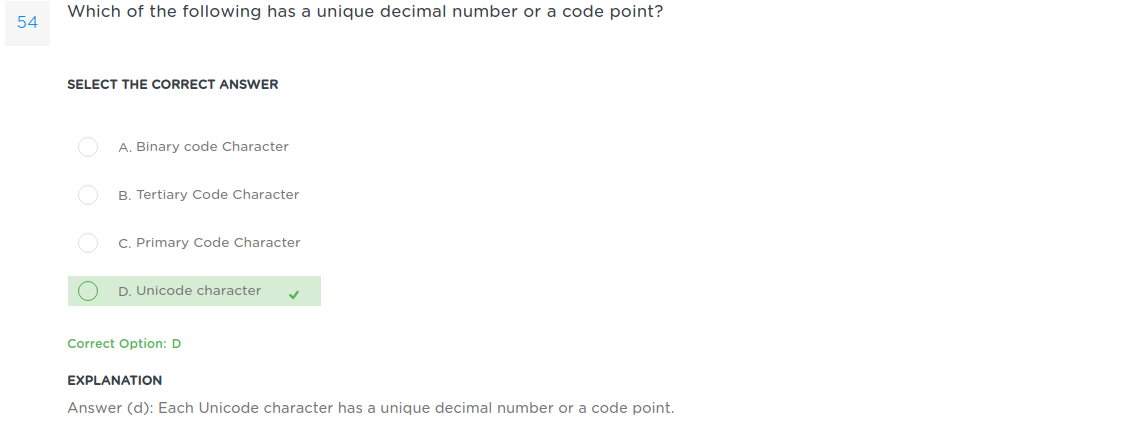 54
Which of the following has a unique decimal number or a code point?
SELECT THE CORRECT ANSWER
A. Binary code Character
B. Tertiary Code Character
C. Primary Code Character
D. Unicode character
Correct Option: D
EXPLANATION
Answer (d): Each Unicode character has a unique decimal number or a code point.